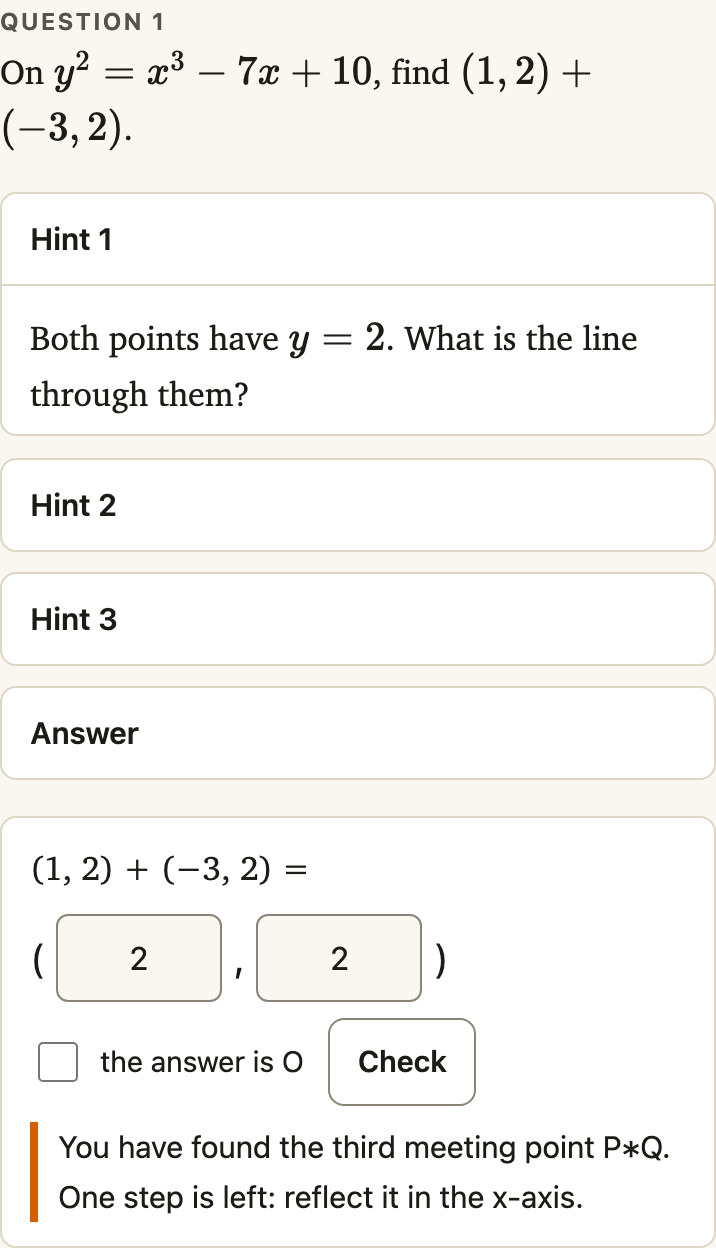 QUESTION 1
On y² = x³ − 7x + 10, find (1, 2) +
(−3, 2).
Hint 1
Both points have y = 2. What is the line
through them?
Hint 2
Hint 3
Answer
(1, 2) + (−3, 2) =
( 2 , 2 )
the answer is O Check
You have found the third meeting point P∗Q.
One step is left: reflect it in the x-axis.